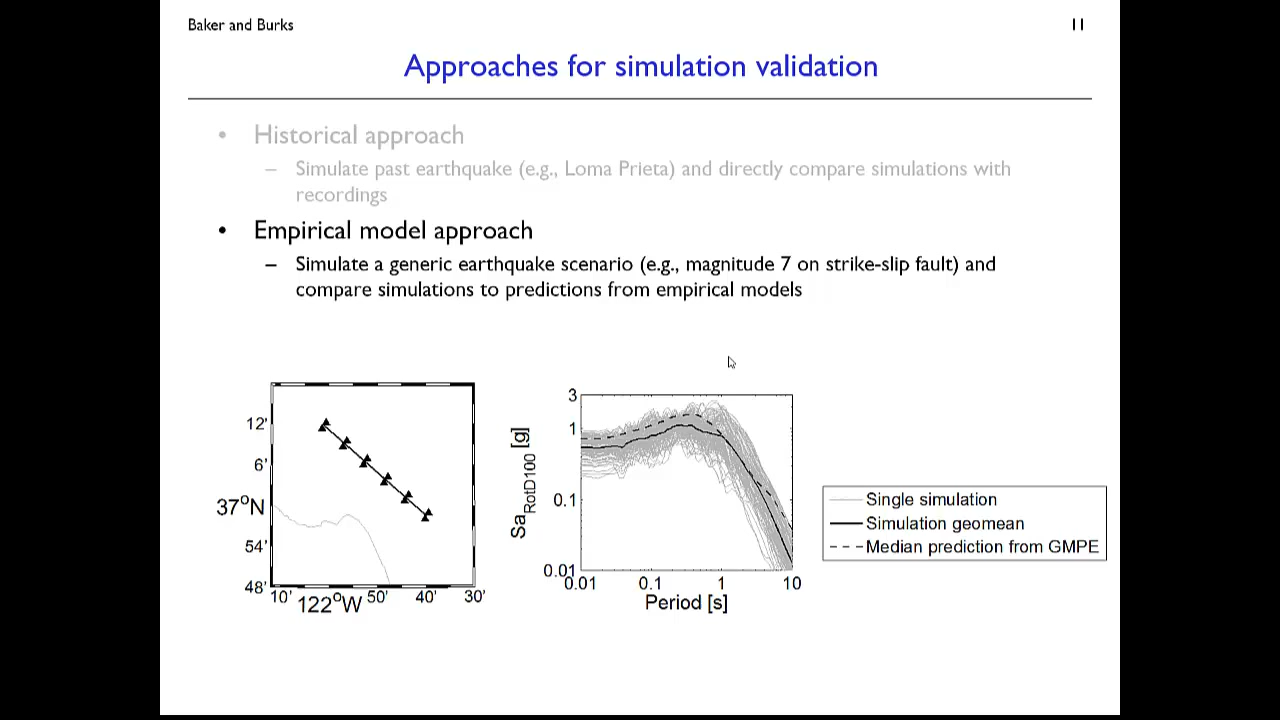 Baker and Burks
11
Approaches for simulation validation
• Historical approach
– Simulate past earthquake (e.g., Loma Prieta) and directly compare simulations with
recordings
• Empirical model approach
– Simulate a generic earthquake scenario (e.g., magnitude 7 on strike-slip fault) and
compare simulations to predictions from empirical models
12'
6'
37°N
54'
48'
10'
122°W
50'
40'
30'
SaRotD100 [g]
3
1
0.1
0.01
0.01
0.1
1
10
Period [s]
Single simulation
Simulation geomean
Median prediction from GMPE